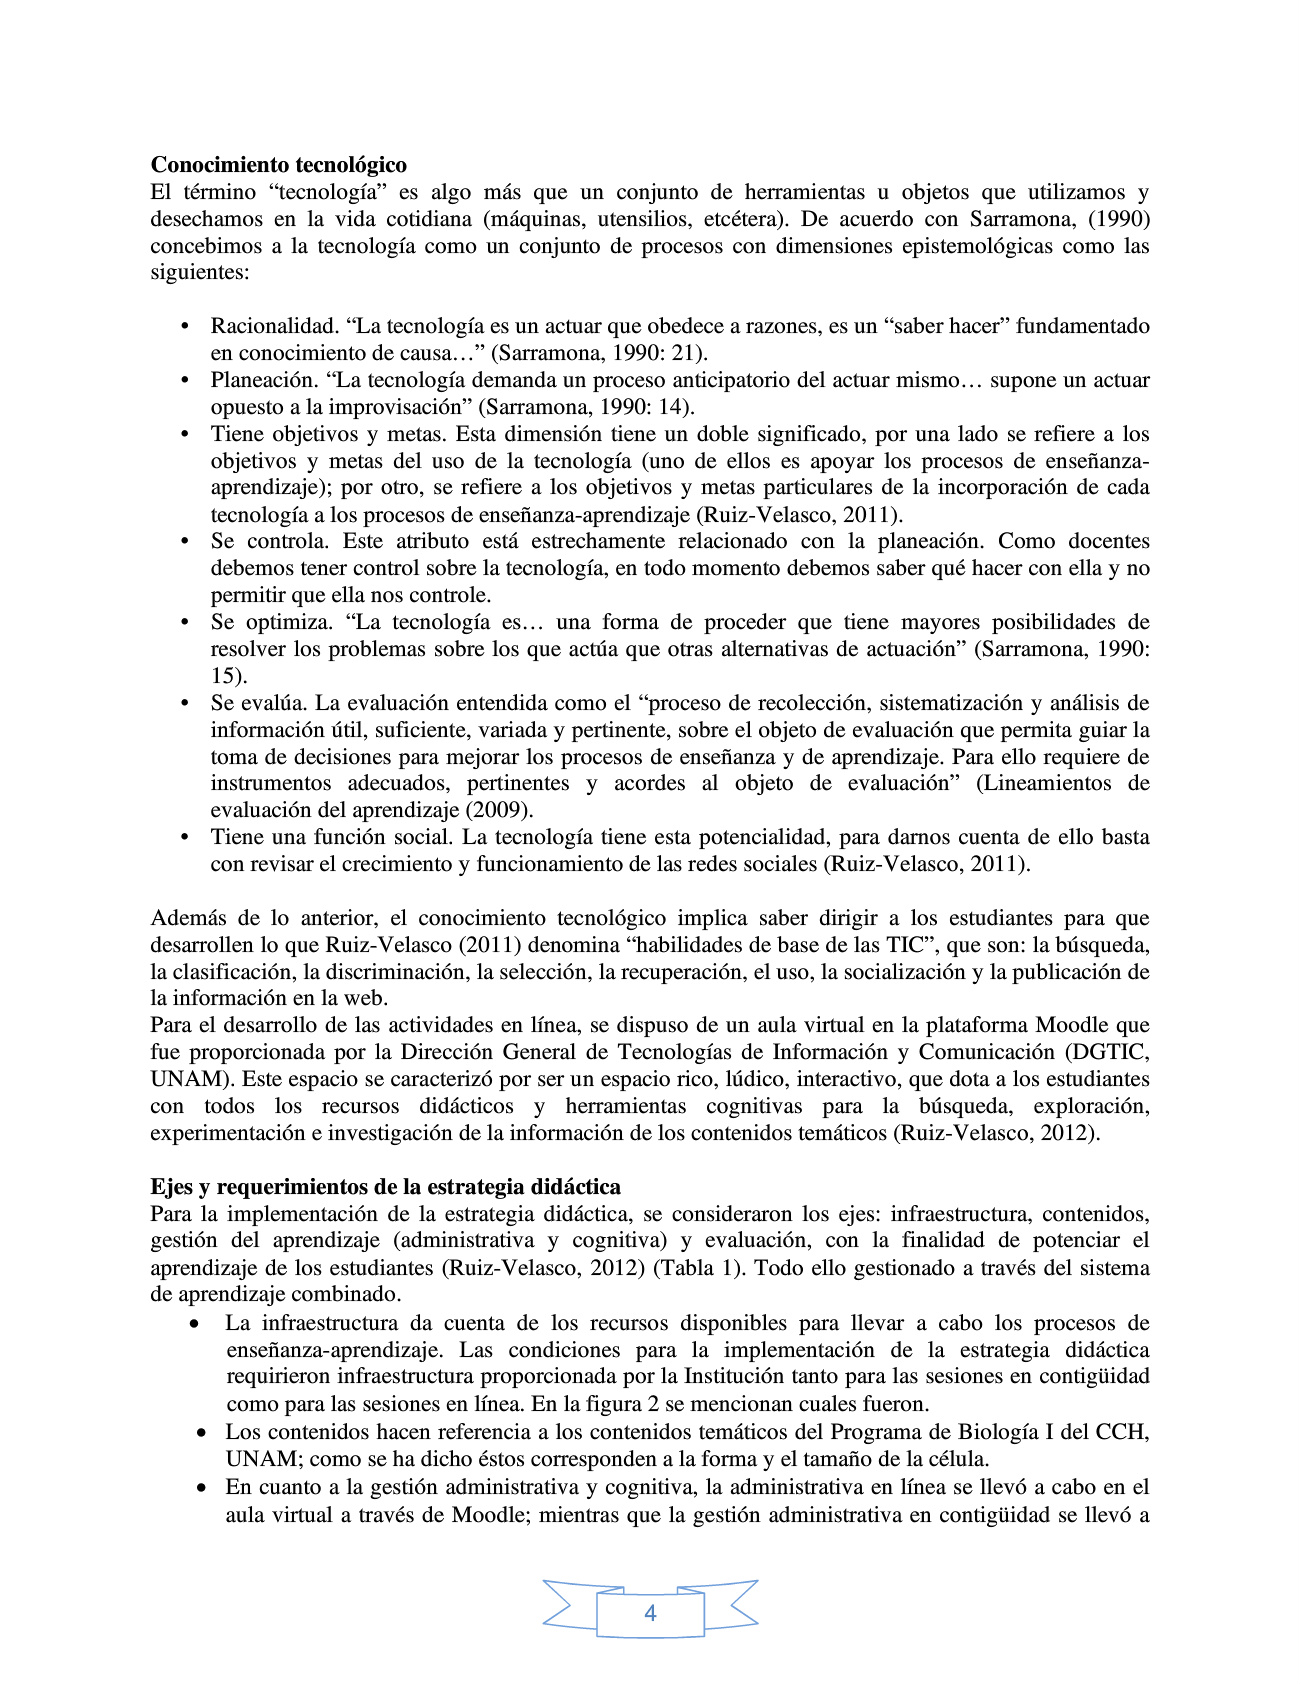 Conocimiento tecnológico
El término “tecnología” es algo más que un conjunto de herramientas u objetos que utilizamos y
desechamos en la vida cotidiana (máquinas, utensilios, etcétera). De acuerdo con Sarramona, (1990)
concebimos a la tecnología como un conjunto de procesos con dimensiones epistemológicas como las
siguientes:
• Racionalidad. “La tecnología es un actuar que obedece a razones, es un “saber hacer” fundamentado
en conocimiento de causa…” (Sarramona, 1990: 21).
• Planeación. “La tecnología demanda un proceso anticipatorio del actuar mismo… supone un actuar
opuesto a la improvisación” (Sarramona, 1990: 14).
• Tiene objetivos y metas. Esta dimensión tiene un doble significado, por una lado se refiere a los
objetivos y metas del uso de la tecnología (uno de ellos es apoyar los procesos de enseñanza-
aprendizaje); por otro, se refiere a los objetivos y metas particulares de la incorporación de cada
tecnología a los procesos de enseñanza-aprendizaje (Ruiz-Velasco, 2011).
• Se controla. Este atributo está estrechamente relacionado con la planeación. Como docentes
debemos tener control sobre la tecnología, en todo momento debemos saber qué hacer con ella y no
permitir que ella nos controle.
• Se optimiza. “La tecnología es… una forma de proceder que tiene mayores posibilidades de
resolver los problemas sobre los que actúa que otras alternativas de actuación” (Sarramona, 1990:
15).
• Se evalúa. La evaluación entendida como el “proceso de recolección, sistematización y análisis de
información útil, suficiente, variada y pertinente, sobre el objeto de evaluación que permita guiar la
toma de decisiones para mejorar los procesos de enseñanza y de aprendizaje. Para ello requiere de
instrumentos adecuados, pertinentes y acordes al objeto de evaluación” (Lineamientos de
evaluación del aprendizaje (2009).
• Tiene una función social. La tecnología tiene esta potencialidad, para darnos cuenta de ello basta
con revisar el crecimiento y funcionamiento de las redes sociales (Ruiz-Velasco, 2011).
Además de lo anterior, el conocimiento tecnológico implica saber dirigir a los estudiantes para que
desarrollen lo que Ruiz-Velasco (2011) denomina “habilidades de base de las TIC”, que son: la búsqueda,
la clasificación, la discriminación, la selección, la recuperación, el uso, la socialización y la publicación de
la información en la web.
Para el desarrollo de las actividades en línea, se dispuso de un aula virtual en la plataforma Moodle que
fue proporcionada por la Dirección General de Tecnologías de Información y Comunicación (DGTIC,
UNAM). Este espacio se caracterizó por ser un espacio rico, lúdico, interactivo, que dota a los estudiantes
con todos los recursos didácticos y herramientas cognitivas para la búsqueda, exploración,
experimentación e investigación de la información de los contenidos temáticos (Ruiz-Velasco, 2012).
Ejes y requerimientos de la estrategia didáctica
Para la implementación de la estrategia didáctica, se consideraron los ejes: infraestructura, contenidos,
gestión del aprendizaje (administrativa y cognitiva) y evaluación, con la finalidad de potenciar el
aprendizaje de los estudiantes (Ruiz-Velasco, 2012) (Tabla 1). Todo ello gestionado a través del sistema
de aprendizaje combinado.
• La infraestructura da cuenta de los recursos disponibles para llevar a cabo los procesos de
enseñanza-aprendizaje. Las condiciones para la implementación de la estrategia didáctica
requirieron infraestructura proporcionada por la Institución tanto para las sesiones en contigüidad
como para las sesiones en línea. En la figura 2 se mencionan cuales fueron.
• Los contenidos hacen referencia a los contenidos temáticos del Programa de Biología I del CCH,
UNAM; como se ha dicho éstos corresponden a la forma y el tamaño de la célula.
• En cuanto a la gestión administrativa y cognitiva, la administrativa en línea se llevó a cabo en el
aula virtual a través de Moodle; mientras que la gestión administrativa en contigüidad se llevó a
4